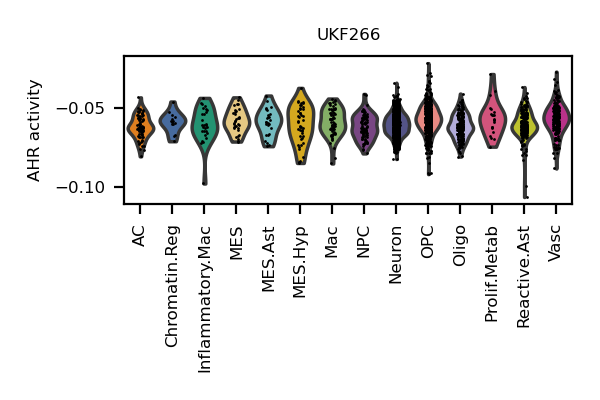 UKF266
AHR activity
−0.05
−0.10
AC
Chromatin.Reg
Inflammatory.Mac
MES
MES.Ast
MES.Hyp
Mac
NPC
Neuron
OPC
Oligo
Prolif.Metab
Reactive.Ast
Vasc